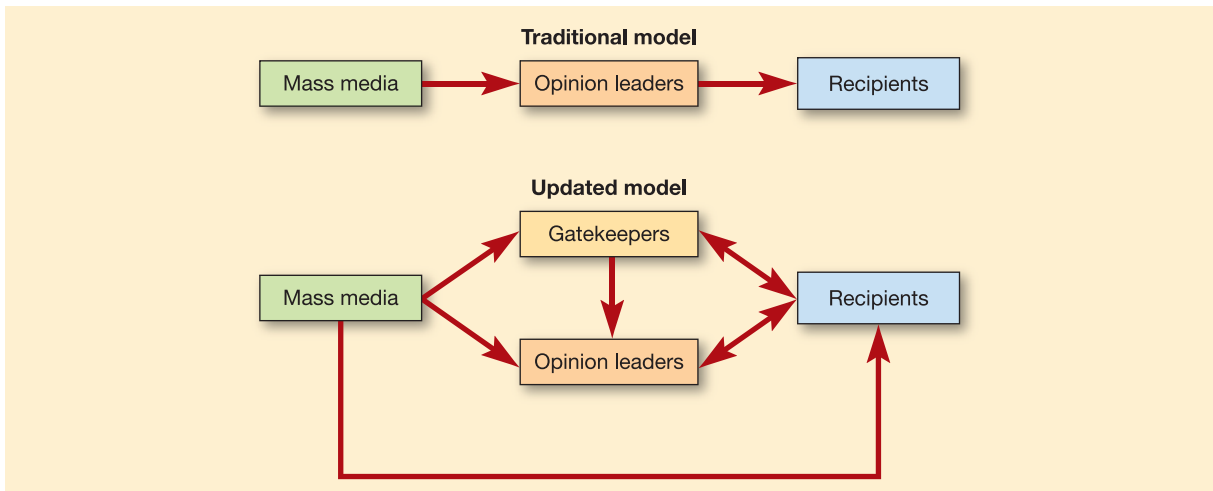 Traditional model
Mass media
Opinion leaders
Recipients
Updated model
Gatekeepers
Mass media
Recipients
Opinion leaders